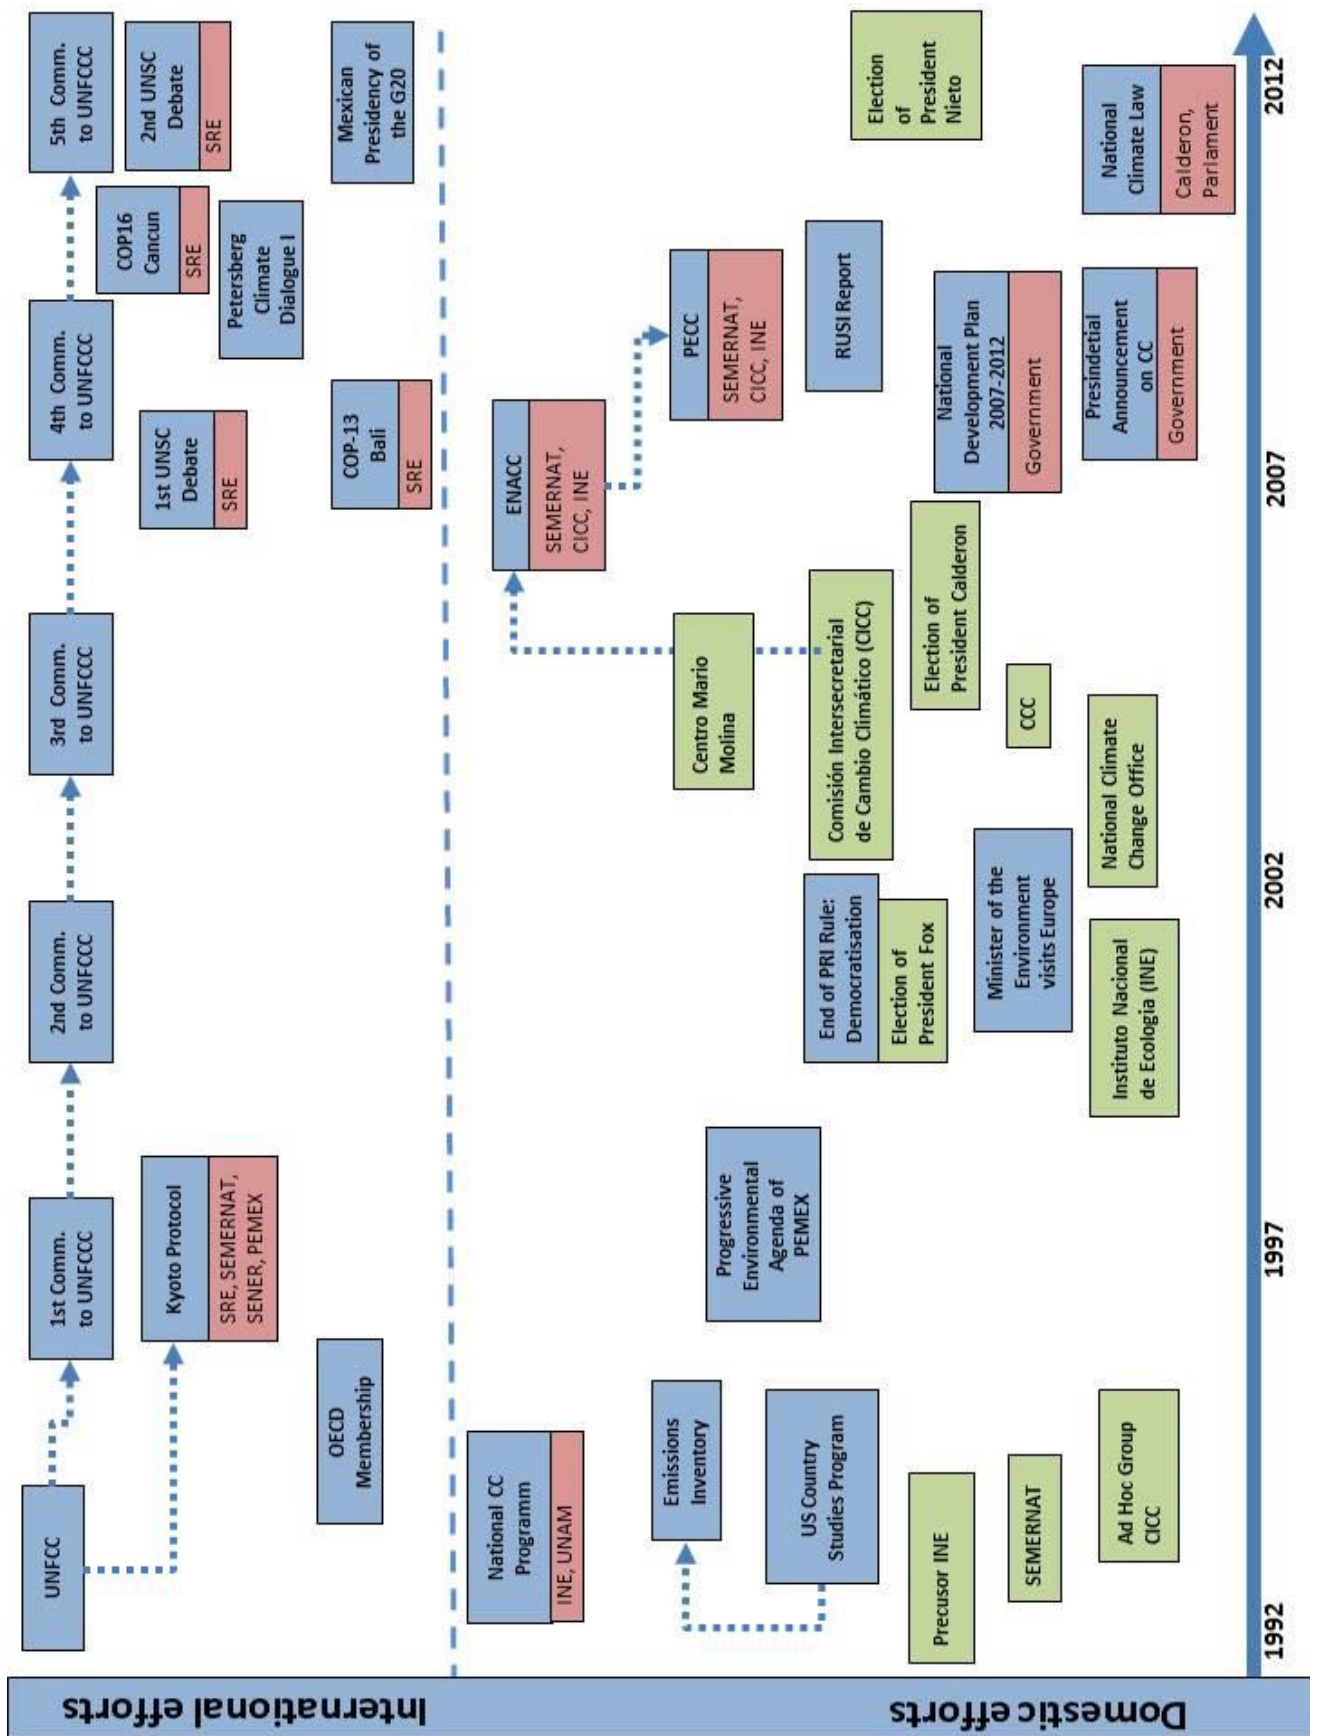 International efforts
UNFCC
1st Comm.
to UNFCCC
2nd Comm.
to UNFCCC
3rd Comm.
to UNFCCC
4th Comm.
to UNFCCC
5th Comm.
to UNFCCC
Kyoto Protocol
SRE, SEMERNAT,
SENER, PEMEX
1st UNSC
Debate
SRE
COP16
Cancun
SRE
2nd UNSC
Debate
SRE
Petersberg
Climate
Dialogue I
OECD
Membership
COP-13
Bali
SRE
Mexican
Presidency of
the G20
Domestic efforts
National CC
Programm
INE, UNAM
ENACC
SEMERNAT,
CICC, INE
Emissions
Inventory
Progressive
Environmental
Agenda of
PEMEX
Centro Mario
Molina
PECC
SEMERNAT,
CICC, INE
US Country
Studies Program
End of PRI Rule:
Democratisation
Election of
President Fox
Comisión Intersecretarial
de Cambio Climático (CICC)
RUSI Report
Election
of
President
Nieto
Precusor INE
Election of
President Calderon
National
Development Plan
2007-2012
Government
SEMERNAT
Minister of the
Environment
visits Europe
CCC
Ad Hoc Group
CICC
Instituto Nacional
de Ecologia (INE)
National Climate
Change Office
Presindetial
Announcement
on CC
Government
National
Climate Law
Calderon,
Parlament
1992
1997
2002
2007
2012